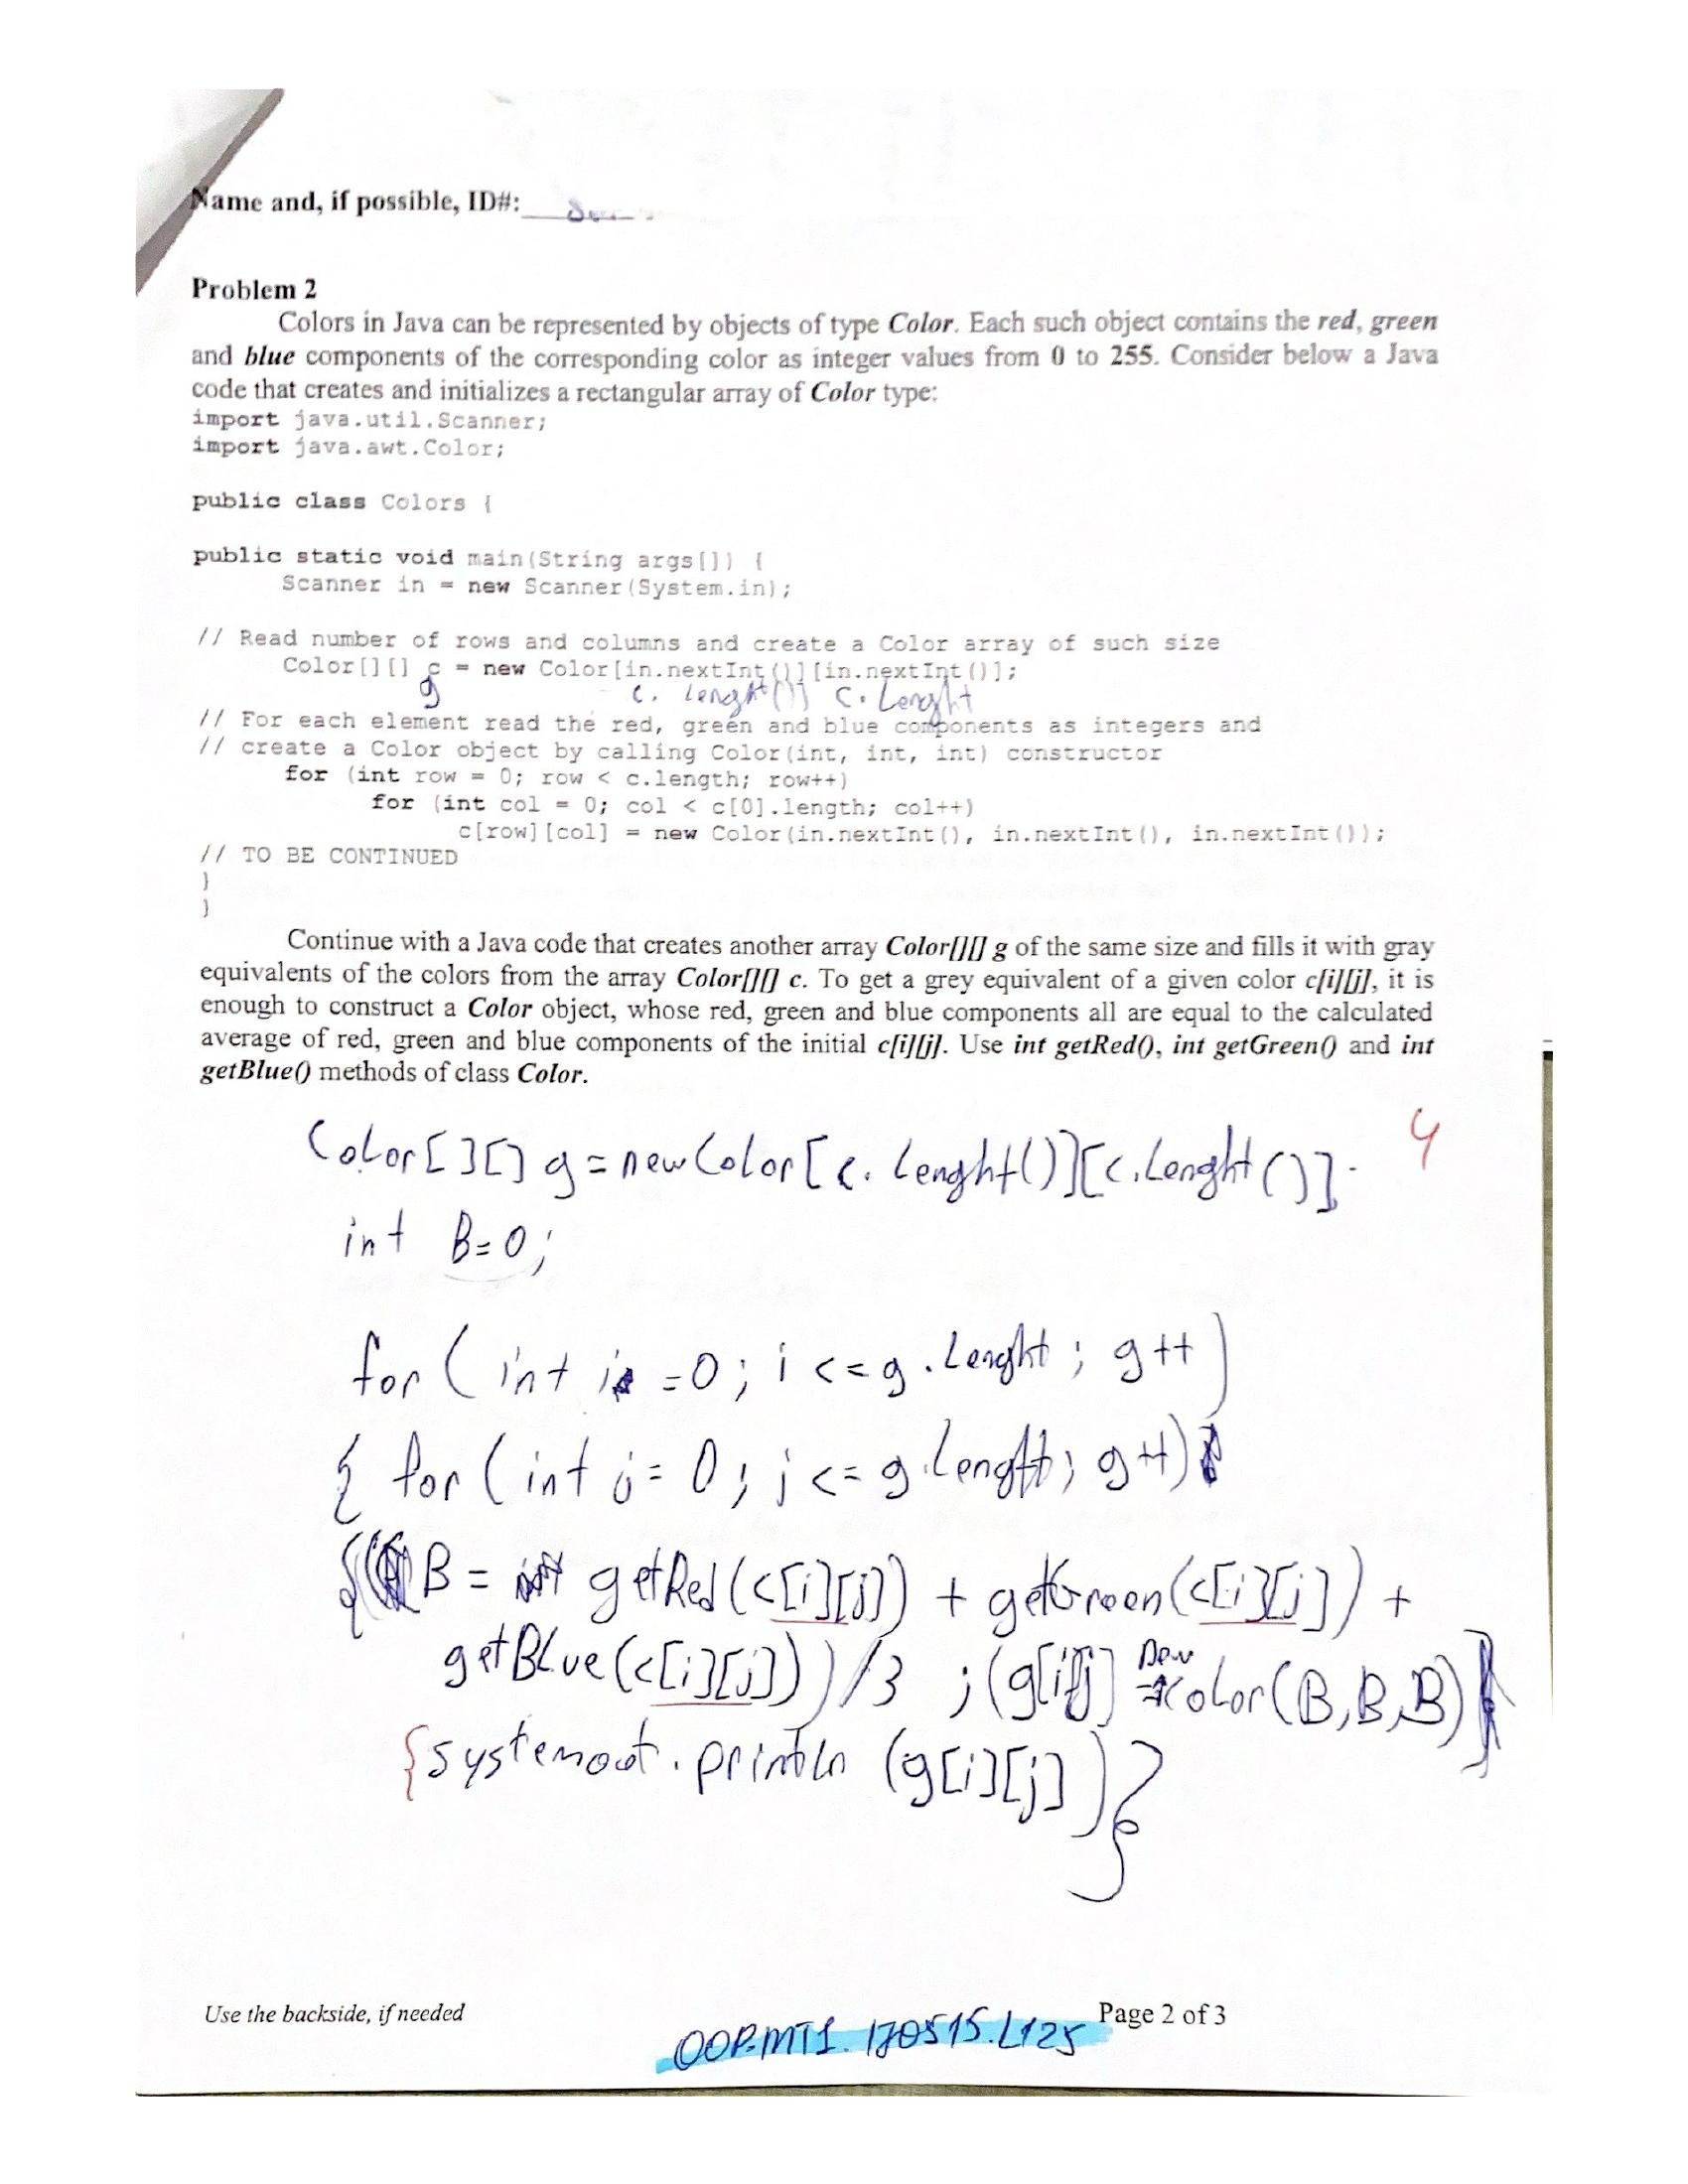 Name and, if possible, ID#:
Problem 2
Colors in Java can be represented by objects of type Color. Each such object contains the red, green
and blue components of the corresponding color as integer values from 0 to 255. Consider below a Java
code that creates and initializes a rectangular array of Color type:
import java.util.Scanner;
import java.awt.Color;
public class Colors {
public static void main(String args[]) {
Scanner in = new Scanner(System.in);
// Read number of rows and columns and create a Color array of such size
Color[][] c = new Color[in.nextInt()][in.nextInt()];
g c. Lenght()] c. Lenght
// For each element read the red, green and blue components as integers and
// create a Color object by calling Color(int, int, int) constructor
for (int row = 0; row < c.length; row++)
for (int col = 0; col < c[0].length; col++)
c[row][col] = new Color(in.nextInt(), in.nextInt(), in.nextInt());
// TO BE CONTINUED
}
}
Continue with a Java code that creates another array Color[][] g of the same size and fills it with gray
equivalents of the colors from the array Color[][] c. To get a grey equivalent of a given color c[i][j], it is
enough to construct a Color object, whose red, green and blue components all are equal to the calculated
average of red, green and blue components of the initial c[i][j]. Use int getRed(), int getGreen() and int
getBlue() methods of class Color.
Color[][] g = new Color[c. Lenght()][c.Lenght()]. 4
int B=0;
for ( int i =0; i <= g. Lenght ; g++ )
{ for ( int j= 0; j <= g.Lenght; g++)
{ B = getRed(c[i][j]) + getGreen(c[i][j]) +
getBlue(c[i][j]))/3 ; (g[i][j] = new Color(B,B,B)
{systemout.println (g[i][j])}
Use the backside, if needed
Page 2 of 3
OOP.MT1.170515.L125